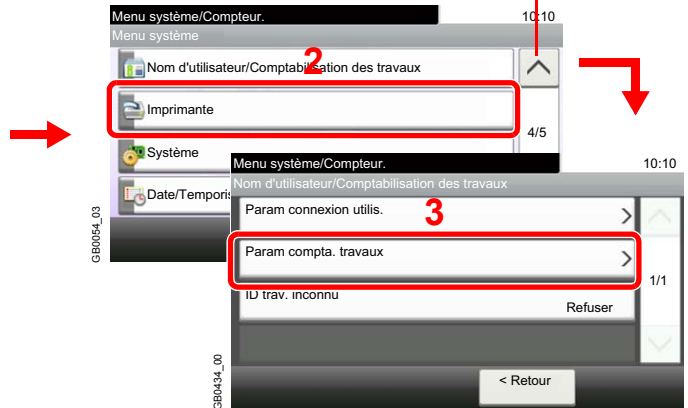 Menu système/Compteur.
10:10
Menu système
2
Nom d'utilisateur/Comptabilisation des travaux
Imprimante
4/5
Système
Date/Temporis
GB0054_03
Menu système/Compteur.
10:10
Nom d'utilisateur/Comptabilisation des travaux
Param connexion utilis.
3
Param compta. travaux
1/1
ID trav. inconnu
Refuser
< Retour
GB0434_00